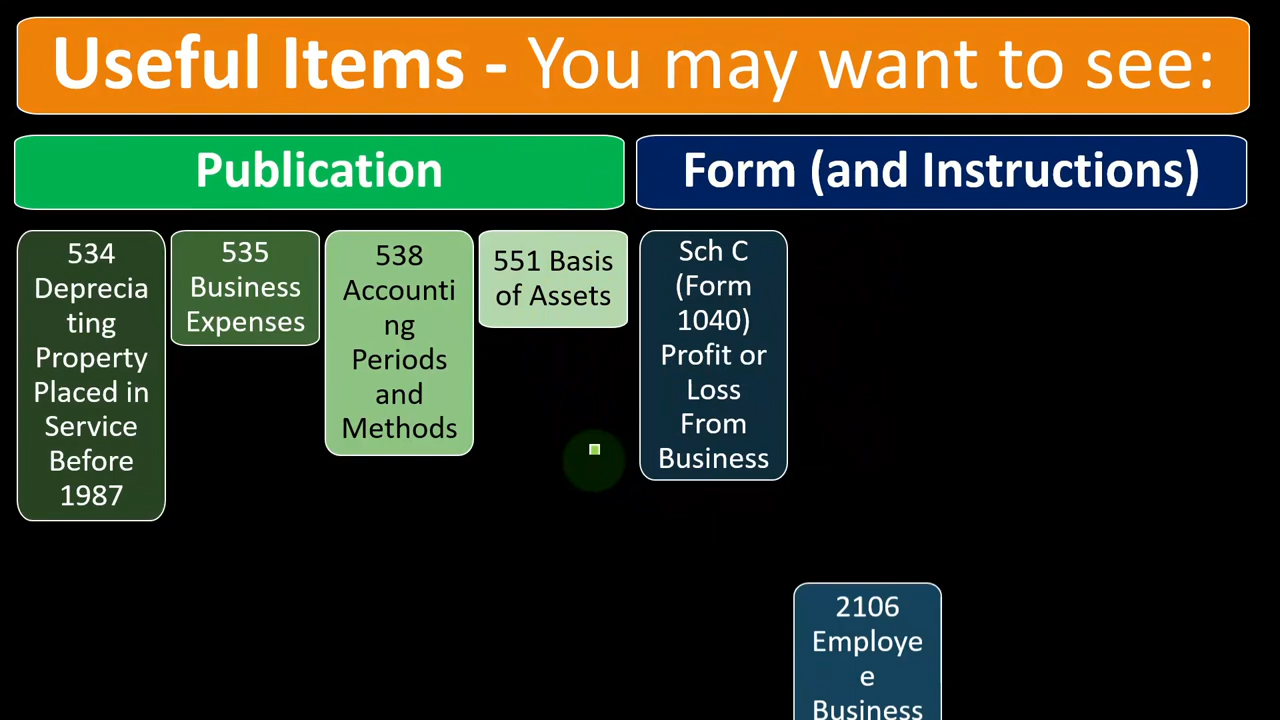 Useful Items - You may want to see:
Publication
Form (and Instructions)
534
Deprecia
ting
Property
Placed in
Service
Before
1987
535
Business
Expenses
538
Accounti
ng
Periods
and
Methods
551 Basis
of Assets
Sch C
(Form
1040)
Profit or
Loss
From
Business
2106
Employe
e
Business